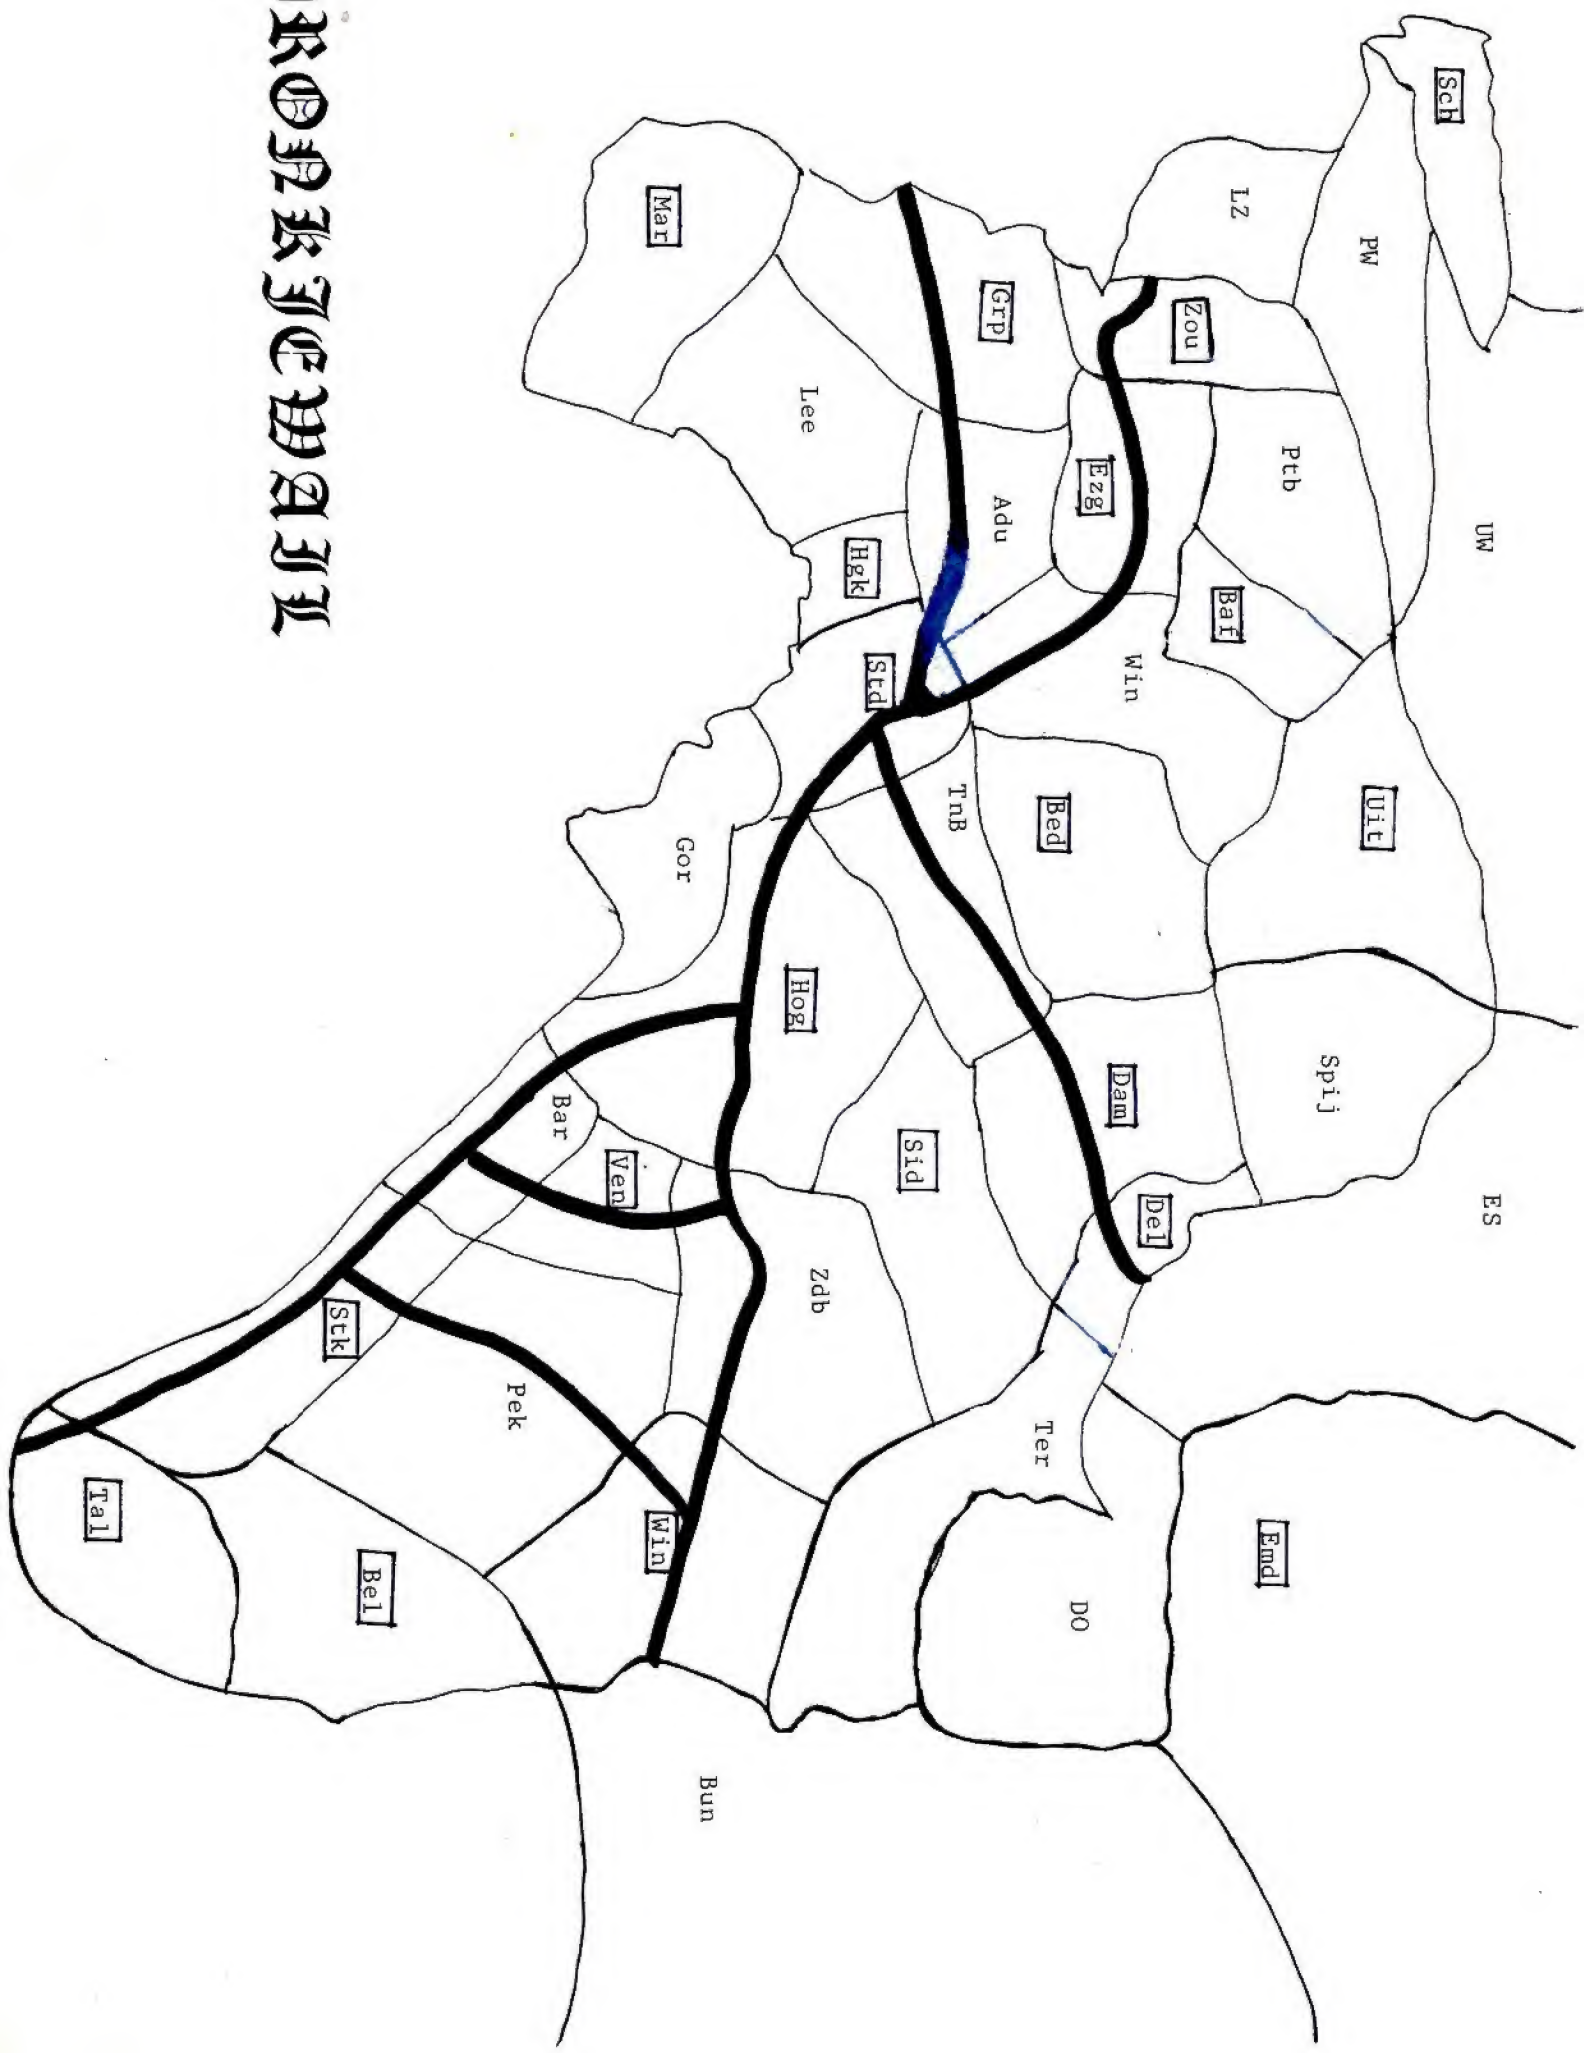 ES
UW
Sch
Uit
PW
Spij
Ptb
Emd
LZ
Baf
Zou
Del
Win
Dam
Ezg
DO
Bed
Ter
Adu
Grp
TnB
Sid
Std
Hgk
Zdb
Lee
Hog
Bun
Gor
Mar
Win
Ven
Bar
Pek
Bel
Stk
RONKJEWAIL
Tal